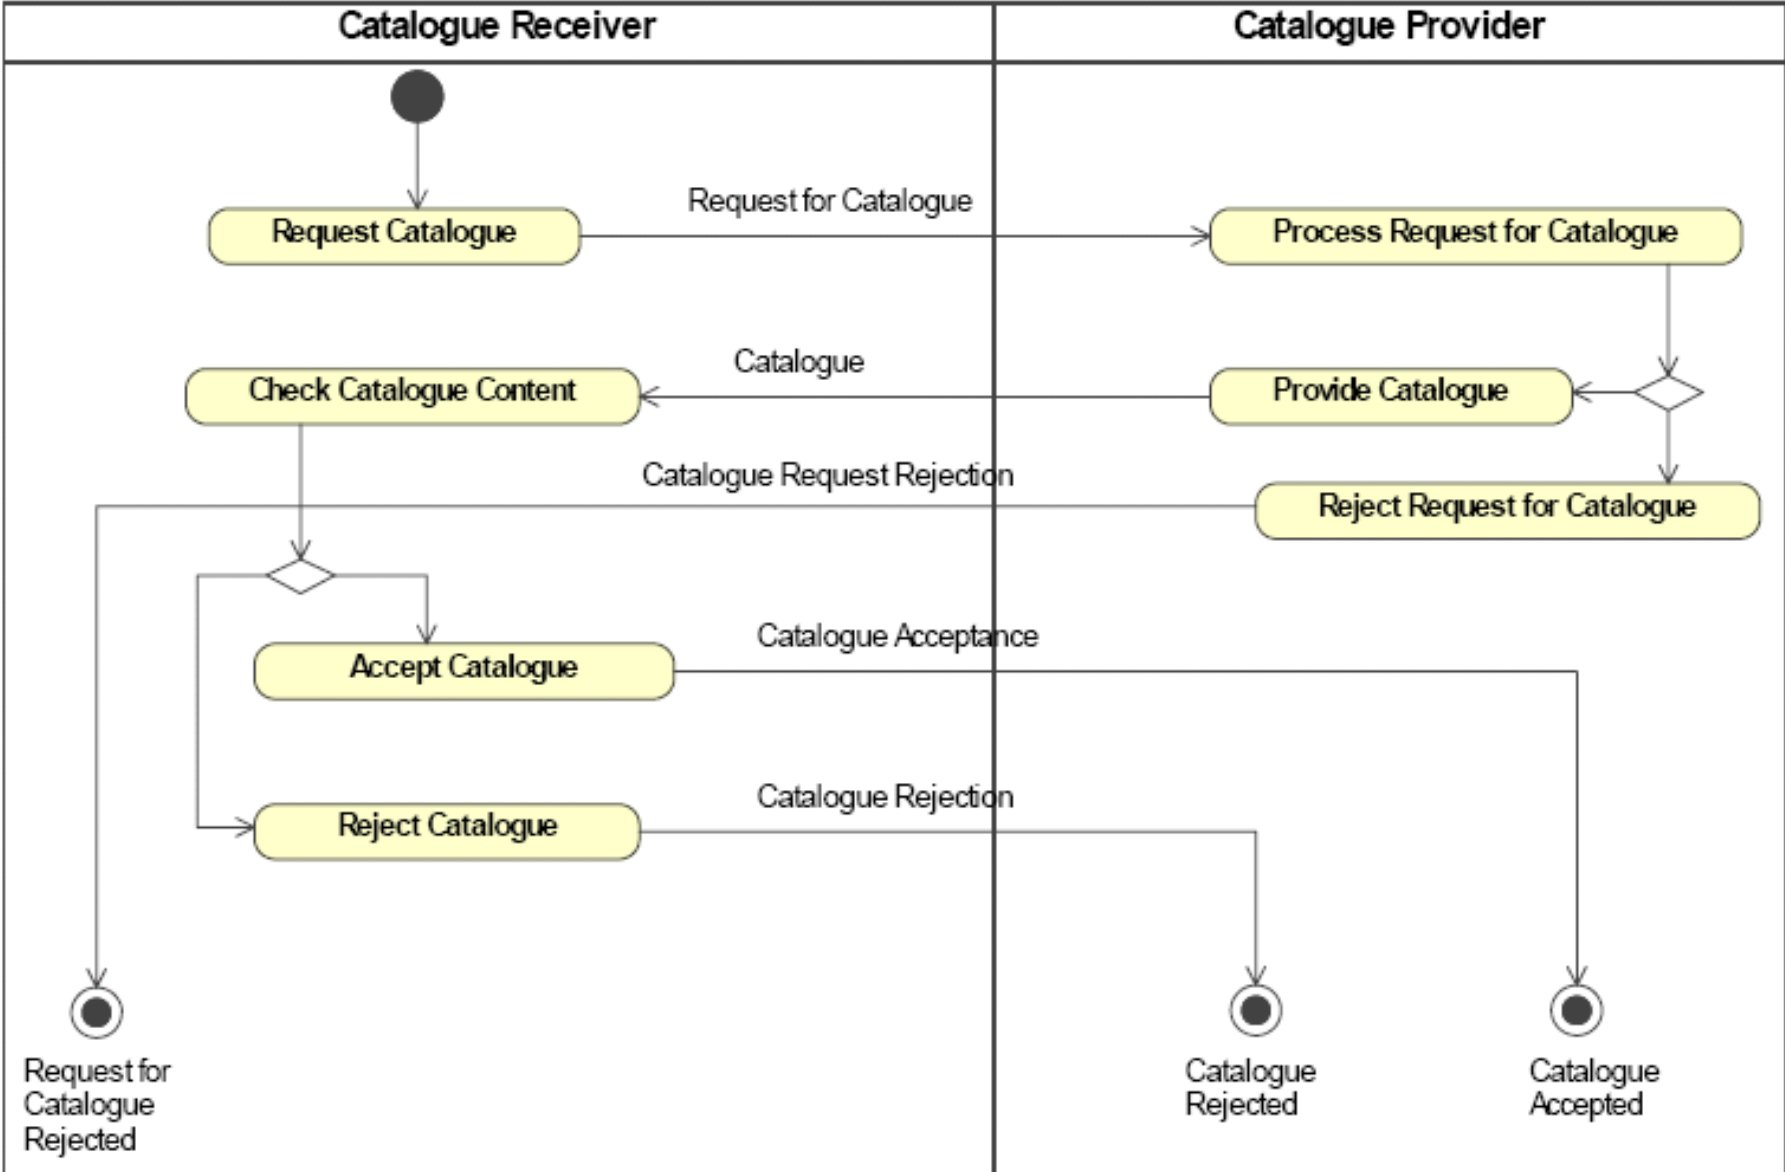 Catalogue Receiver
Catalogue Provider
Request for Catalogue
Request Catalogue
Process Request for Catalogue
Catalogue
Check Catalogue Content
Provide Catalogue
Catalogue Request Rejection
Reject Request for Catalogue
Catalogue Acceptance
Accept Catalogue
Catalogue Rejection
Reject Catalogue
Request for
Catalogue
Rejected
Catalogue
Rejected
Catalogue
Accepted